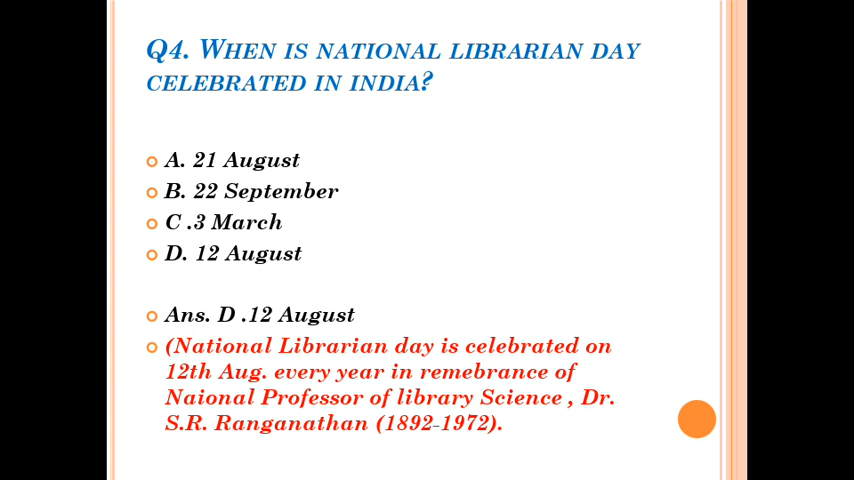 Q4. WHEN IS NATIONAL LIBRARIAN DAY
CELEBRATED IN INDIA?
A. 21 August
B. 22 September
C .3 March
D. 12 August
Ans. D .12 August
(National Librarian day is celebrated on
12th Aug. every year in remebrance of
Naional Professor of library Science , Dr.
S.R. Ranganathan (1892-1972).